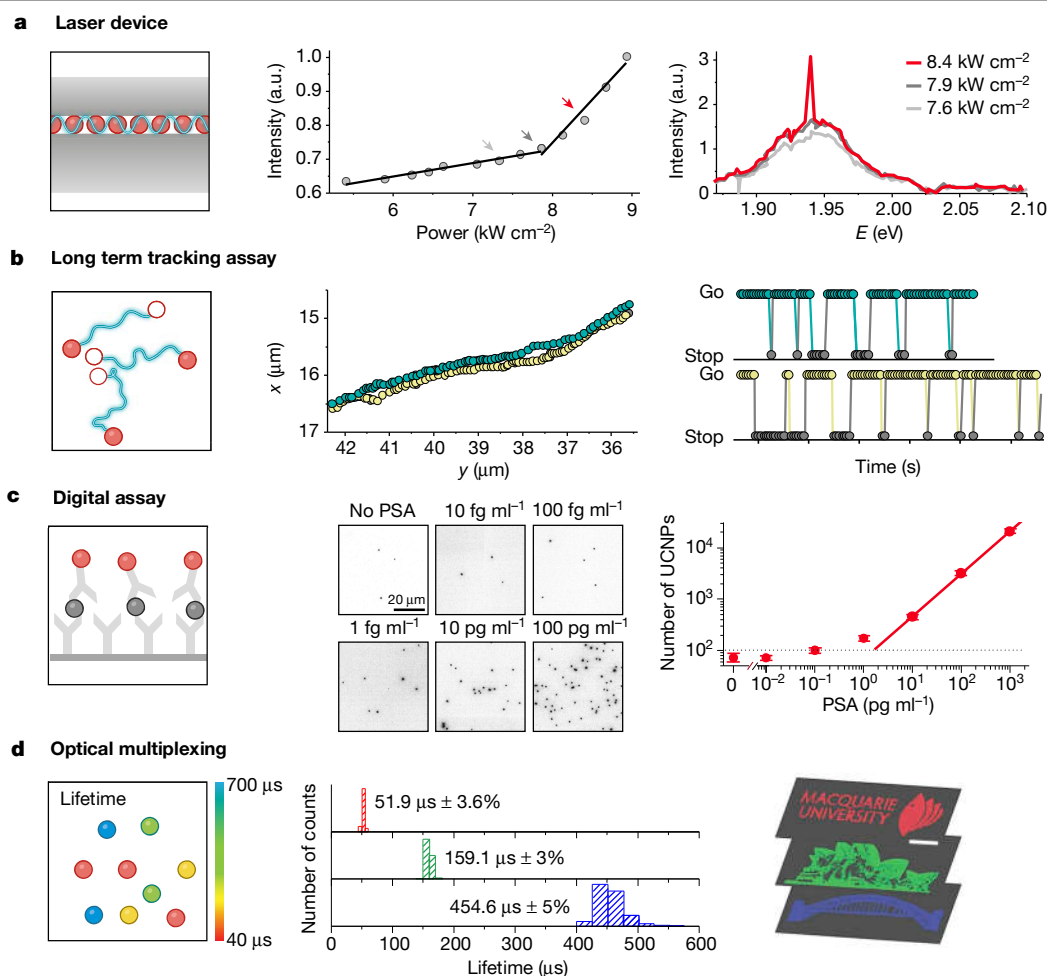 a Laser device
Intensity (a.u.)
1.0
0.9
0.8
0.7
0.6
6 7 8 9
Power (kW cm⁻²)
Intensity (a.u.)
3
2
1
0
8.4 kW cm⁻²
7.9 kW cm⁻²
7.6 kW cm⁻²
1.90 1.95 2.00 2.05 2.10
E (eV)
b Long term tracking assay
x (μm)
15
16
17
42 41 40 39 38 37 36
y (μm)
Go
Stop
Go
Stop
Time (s)
c Digital assay
No PSA 10 fg ml⁻¹ 100 fg ml⁻¹
20 μm
1 fg ml⁻¹ 10 pg ml⁻¹ 100 pg ml⁻¹
Number of UCNPs
10⁴
10³
10²
0 10⁻² 10⁻¹ 10⁰ 10¹ 10² 10³
PSA (pg ml⁻¹)
d Optical multiplexing
Lifetime
700 μs
40 μs
Number of counts
51.9 μs ± 3.6%
159.1 μs ± 3%
454.6 μs ± 5%
0 100 200 300 400 500 600
Lifetime (μs)
MACQUARIE
UNIVERSITY